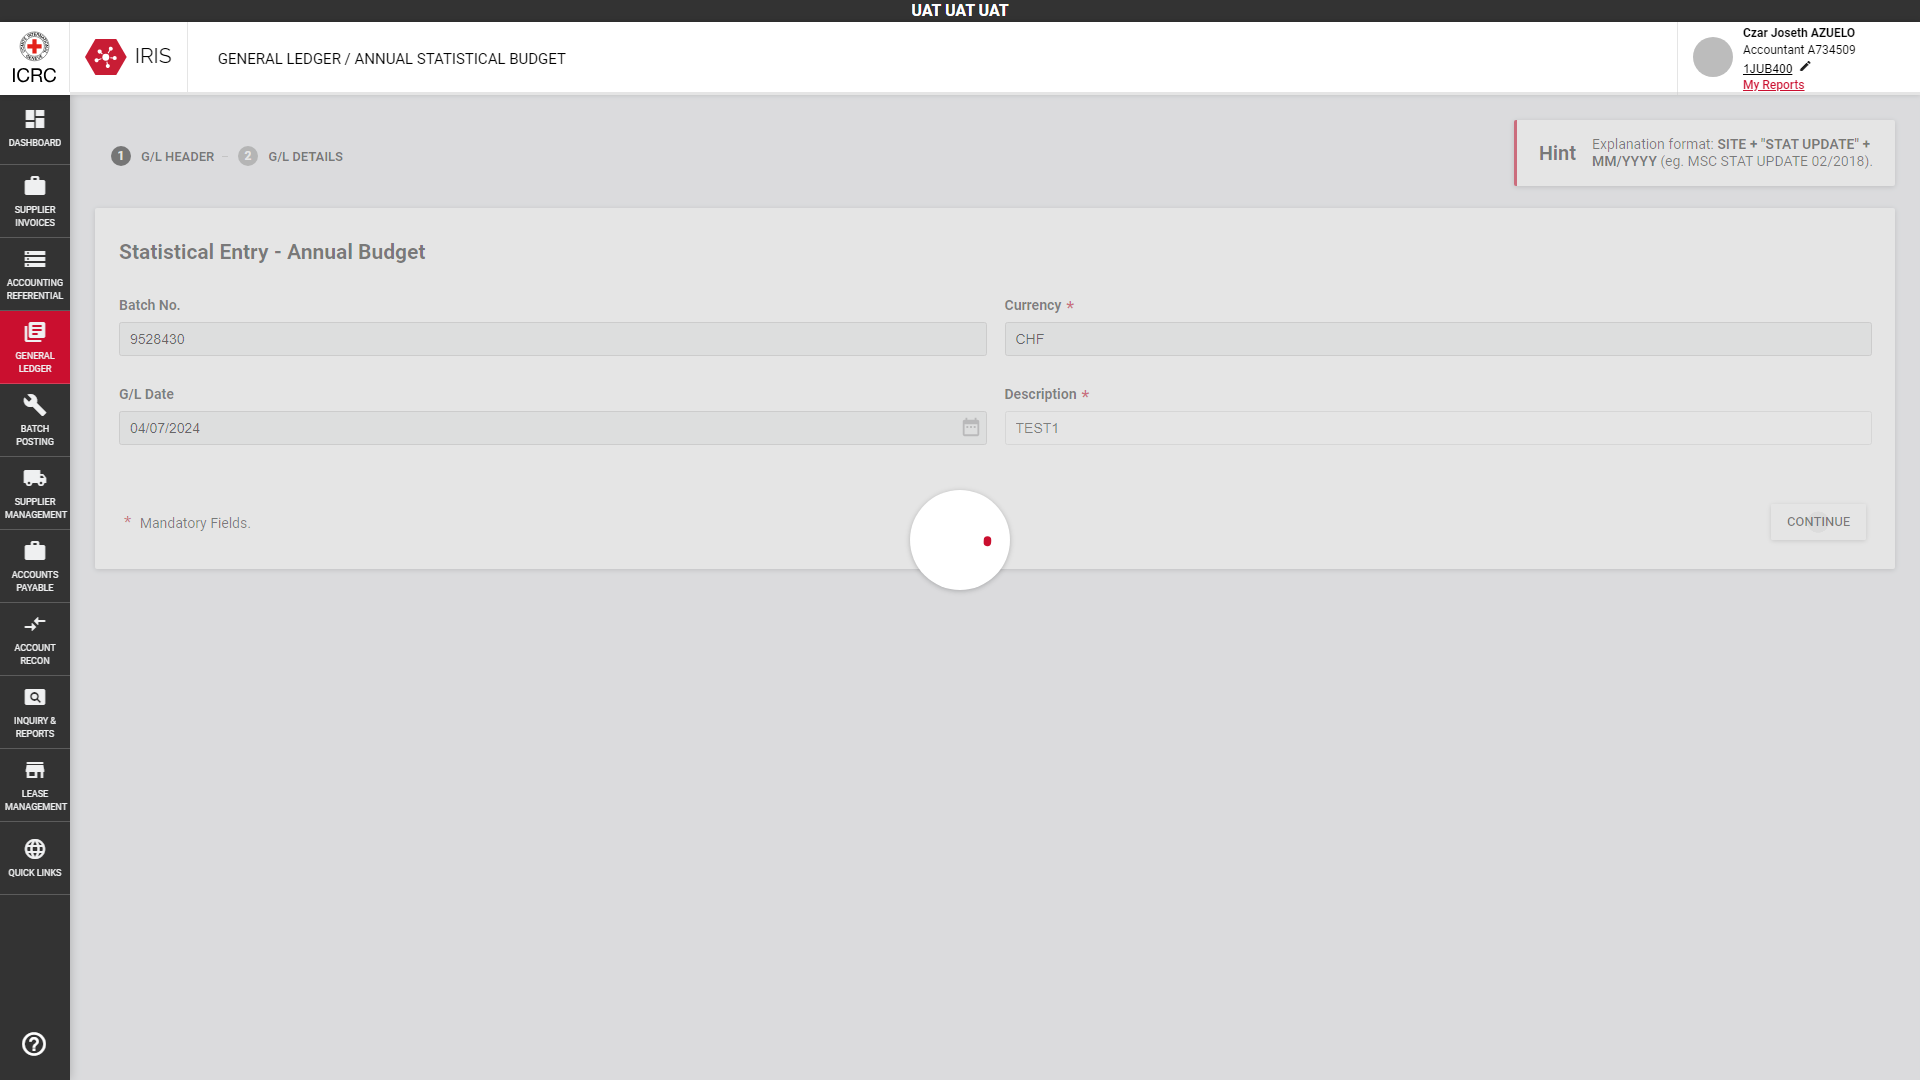 UAT UAT UAT
ICRC
IRIS
GENERAL LEDGER / ANNUAL STATISTICAL BUDGET
Czar Joseth AZUELO
Accountant A734509
1JUB400
My Reports
DASHBOARD
SUPPLIER
INVOICES
ACCOUNTING
REFERENTIAL
GENERAL
LEDGER
BATCH
POSTING
SUPPLIER
MANAGEMENT
ACCOUNTS
PAYABLE
ACCOUNT
RECON
INQUIRY &
REPORTS
LEASE
MANAGEMENT
QUICK LINKS
1 G/L HEADER – 2 G/L DETAILS
Hint
Explanation format: SITE + "STAT UPDATE" +
MM/YYYY (eg. MSC STAT UPDATE 02/2018).
Statistical Entry - Annual Budget
Batch No.
9528430
Currency *
CHF
G/L Date
04/07/2024
Description *
TEST1
* Mandatory Fields.
CONTINUE